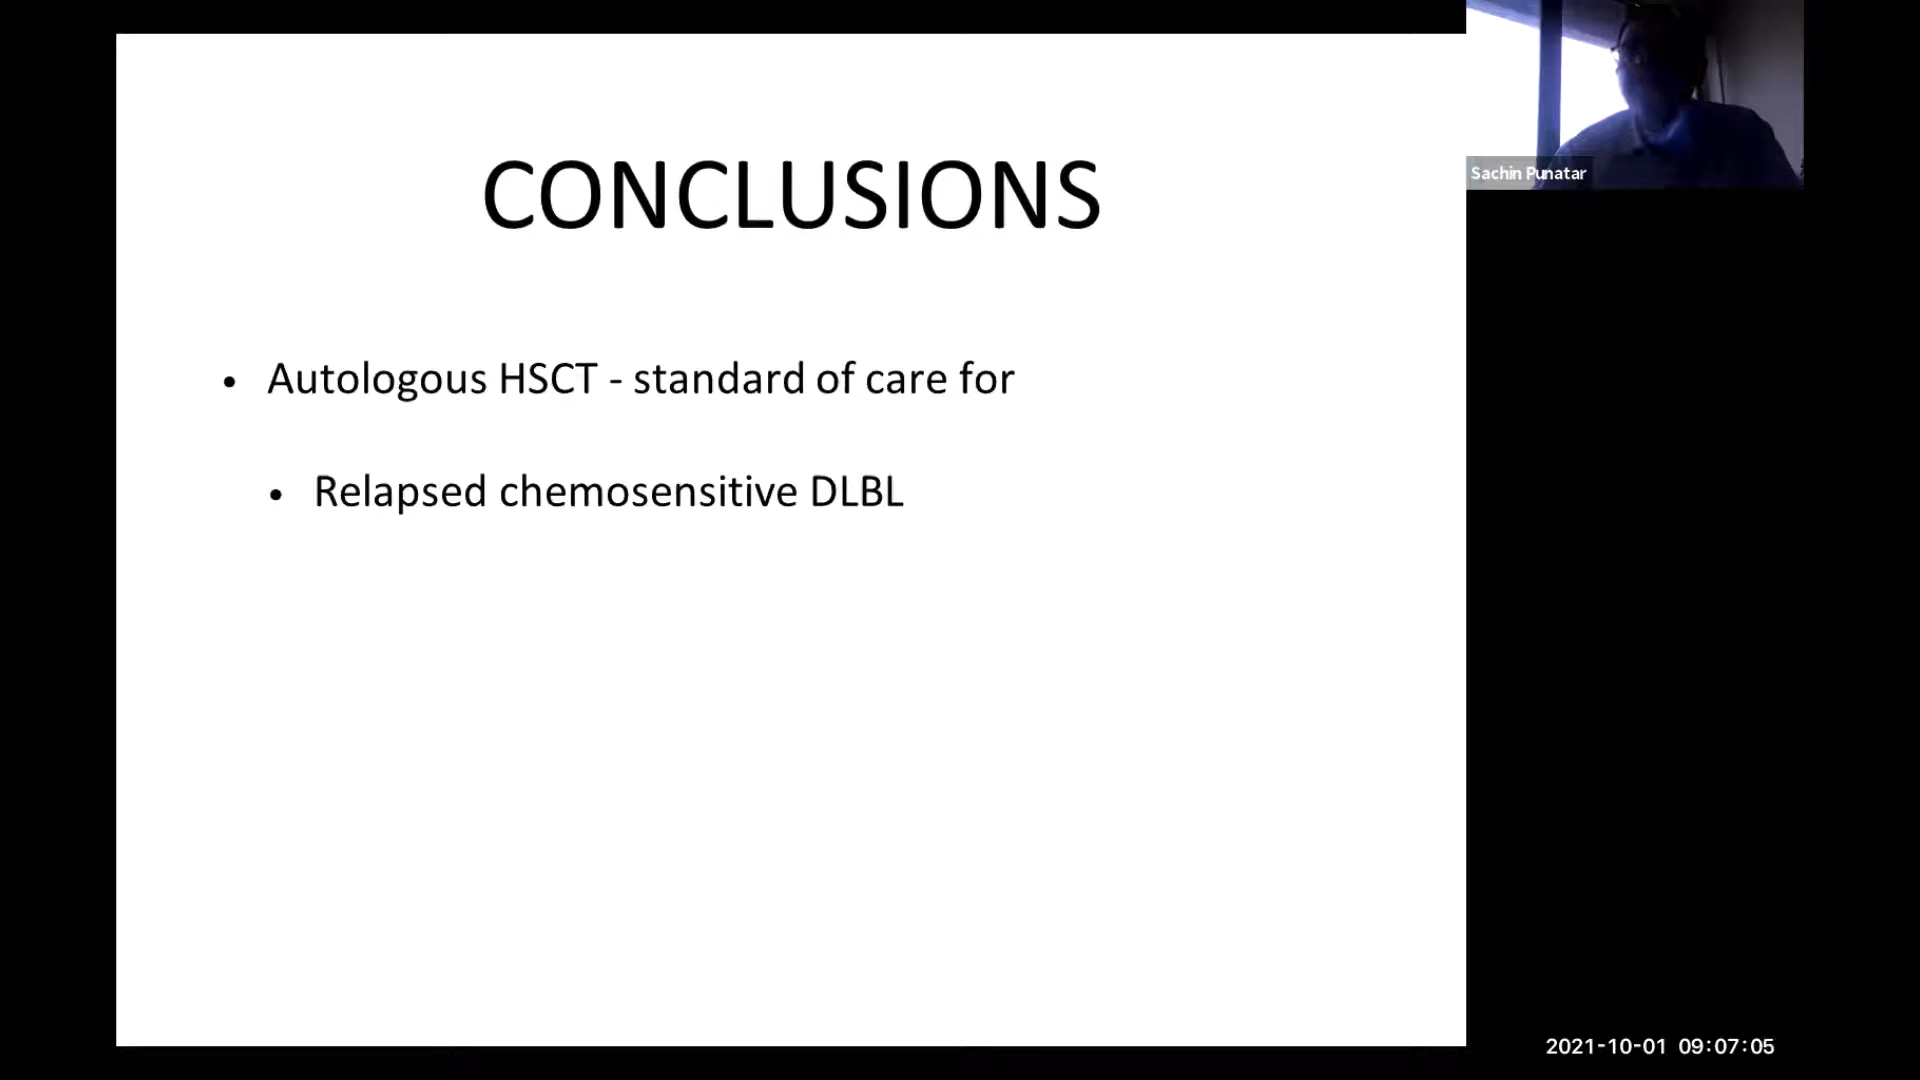 CONCLUSIONS
Sachin Punatar
• Autologous HSCT - standard of care for
• Relapsed chemosensitive DLBL
2021-10-01 09:07:05